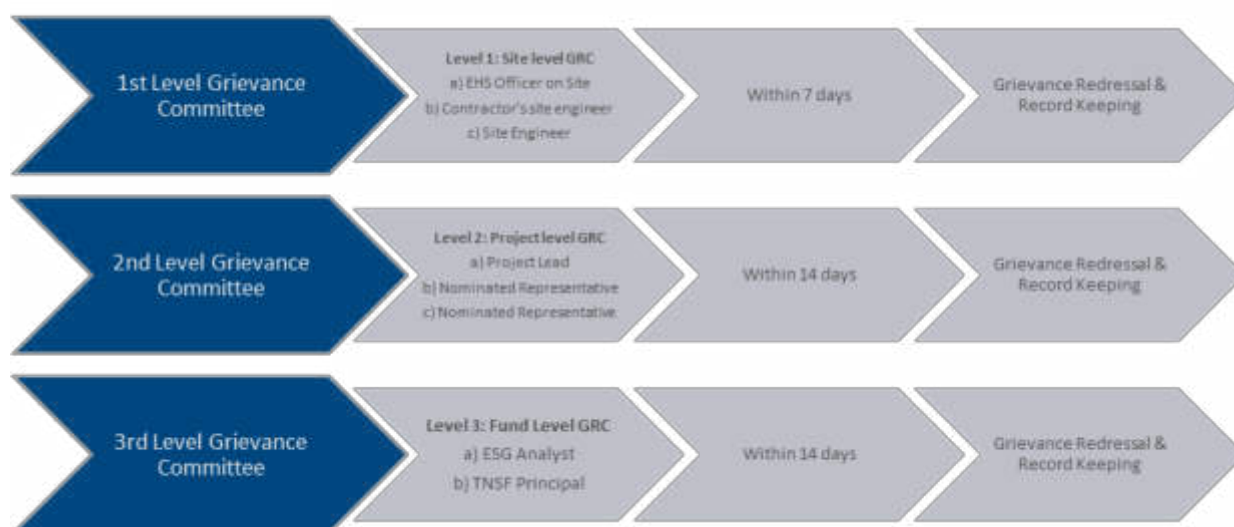 1st Level Grievance
Committee
Level 1: Site level GRC
a) EHS Officer on Site
b) Contractor's site engineer
c) Site Engineer
Within 7 days
Grievance Redressal &
Record Keeping
2nd Level Grievance
Committee
Level 2: Project level GRC
a) Project Lead
b) Nominated Representative
c) Nominated Representative
Within 14 days
Grievance Redressal &
Record Keeping
3rd Level Grievance
Committee
Level 3: Fund Level GRC
a) ESG Analyst
b) TNSF Principal
Within 14 days
Grievance Redressal &
Record Keeping